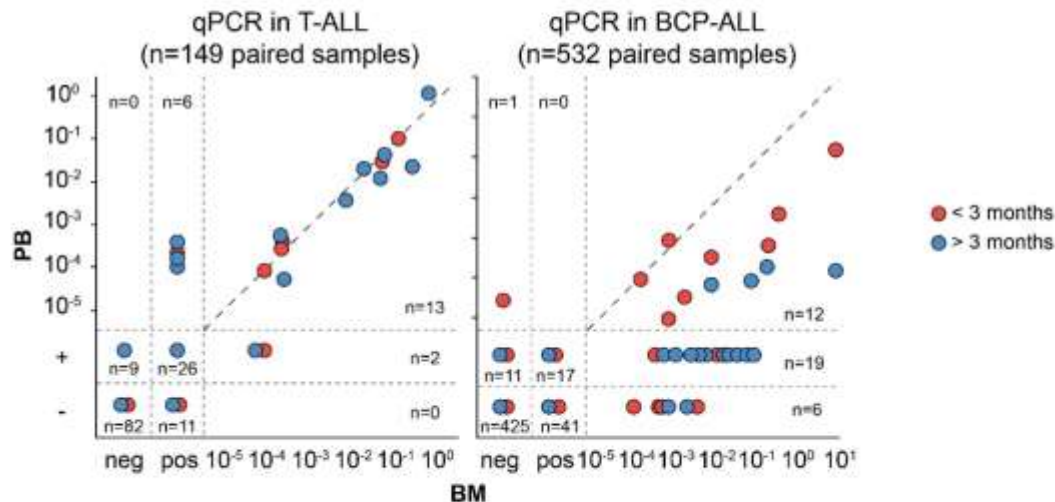 qPCR in T-ALL
(n=149 paired samples)
qPCR in BCP-ALL
(n=532 paired samples)
PB
10⁰
10⁻¹
10⁻²
10⁻³
10⁻⁴
10⁻⁵
+
-
n=0
n=6
n=13
n=9
n=26
n=2
n=82
n=11
n=0
neg pos 10⁻⁵ 10⁻⁴ 10⁻³ 10⁻² 10⁻¹ 10⁰
n=1
n=0
n=12
n=11
n=17
n=19
n=425
n=41
n=6
neg pos 10⁻⁵ 10⁻⁴ 10⁻³ 10⁻² 10⁻¹ 10⁰ 10¹
BM
< 3 months
> 3 months